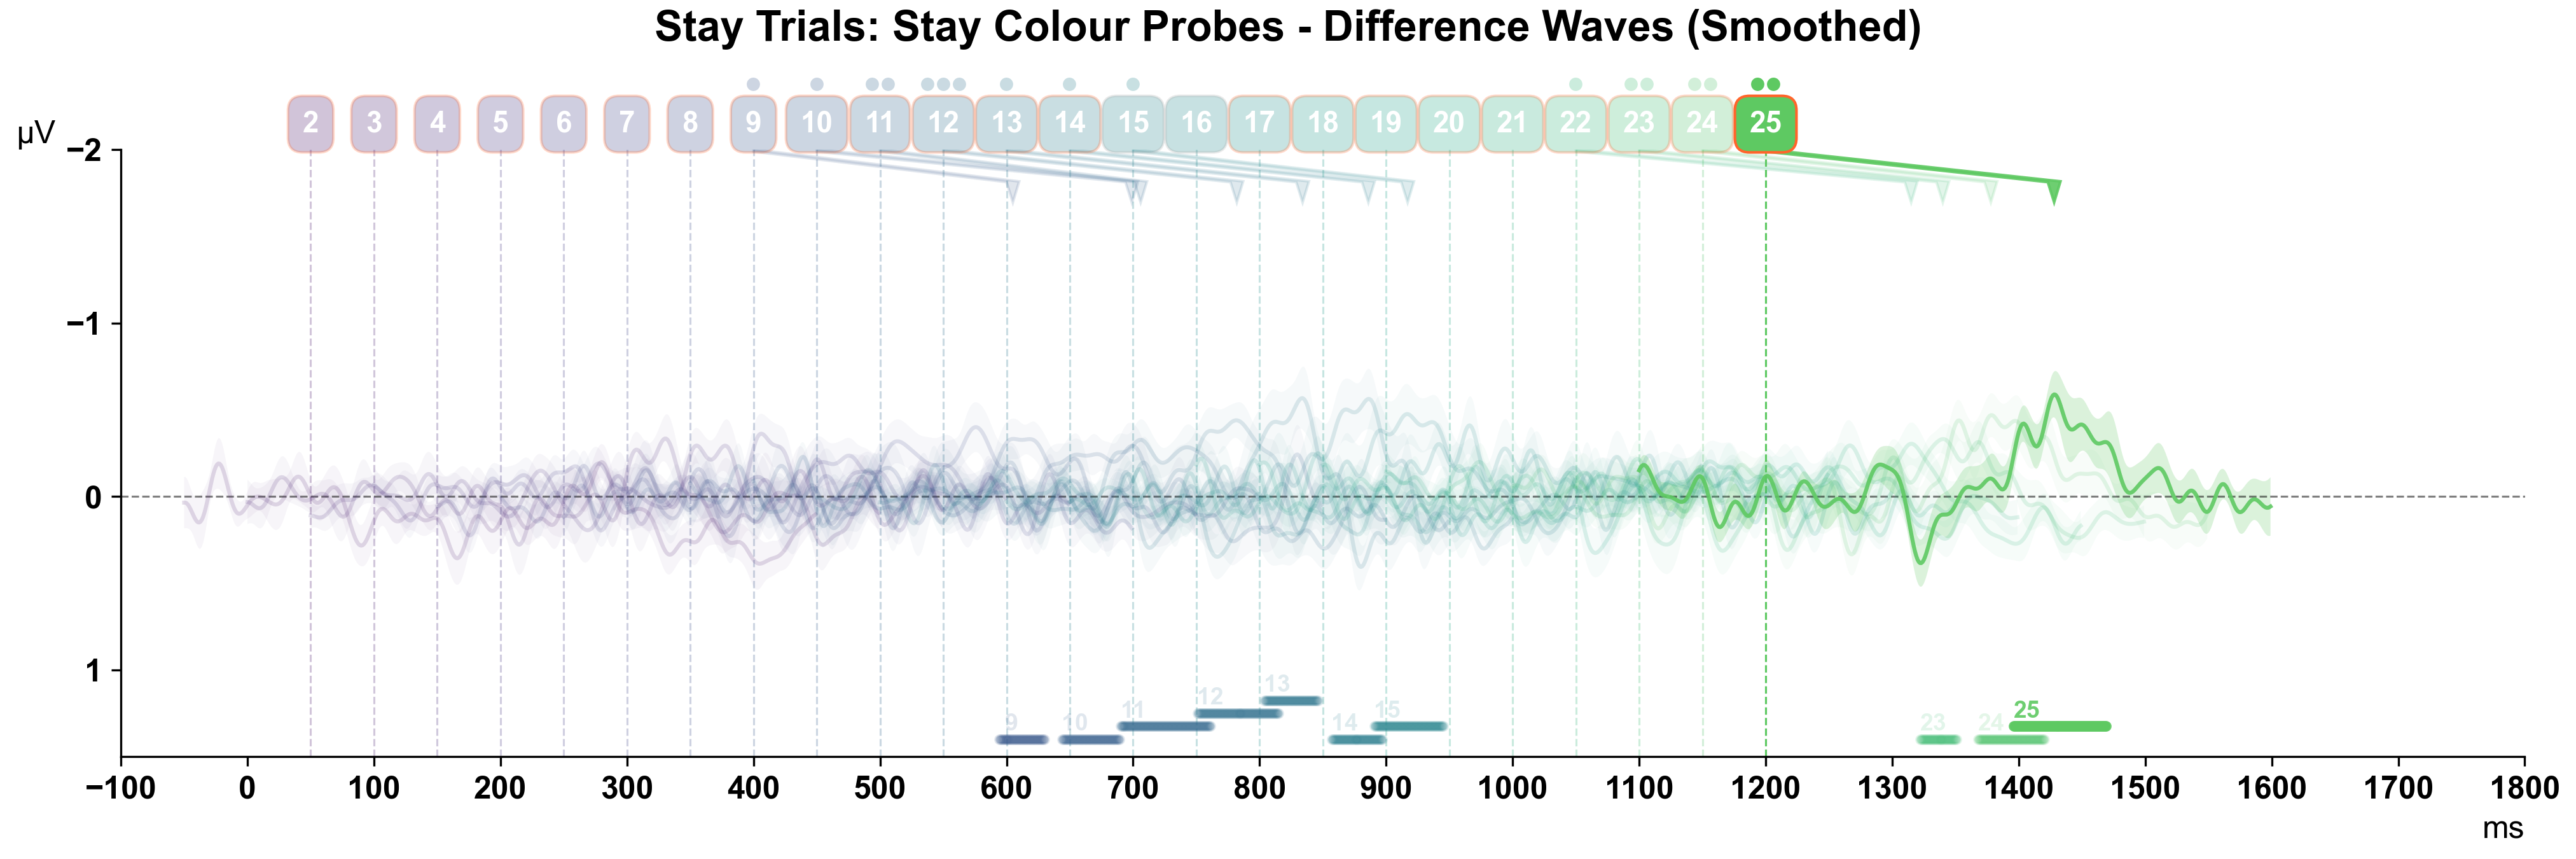 Stay Trials: Stay Colour Probes - Difference Waves (Smoothed)
2 3 4 5 6 7 8 9 10 11 12 13 14 15 16 17 18 19 20 21 22 23 24 25
µV
−2
−1
0
1
13
12
11 15 25
9 10 14 23 24
−100 0 100 200 300 400 500 600 700 800 900 1000 1100 1200 1300 1400 1500 1600 1700 1800
ms